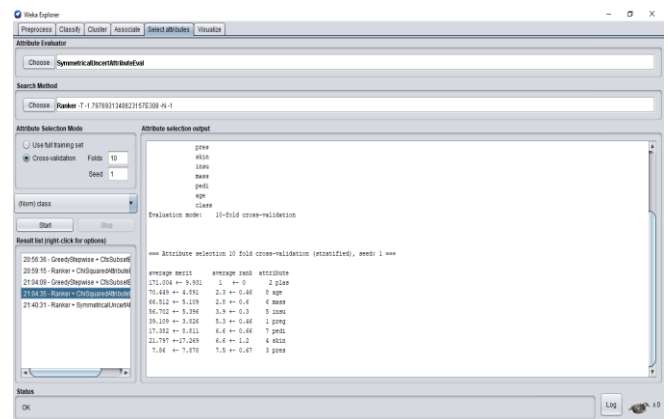 Weka Explorer
Preprocess Classify Cluster Associate Select attributes Visualize
Attribute Evaluator
Choose SymmetricalUncertAttributeEval
Search Method
Choose Ranker -T -1.7976931348623157E308 -N -1
Attribute Selection Mode
Use full training set
Cross-validation Folds 10
Seed 1
(Nom) class
Start Stop
Result list (right-click for options)
20:56:36 - GreedyStepwise + CfsSubsetE
20:59:15 - Ranker + ChiSquaredAttribute
21:04:09 - GreedyStepwise + CfsSubsetE
21:04:35 - Ranker + ChiSquaredAttribute
21:40:31 - Ranker + SymmetricalUncertAt
Attribute selection output
pres
skin
insu
mass
pedi
age
class
Evaluation mode: 10-fold cross-validation
=== Attribute selection 10 fold cross-validation (stratified), seed: 1 ===
average merit average rank attribute
171.004 +- 9.931 1 +- 0 2 plas
70.449 +- 4.891 2.3 +- 0.46 8 age
66.512 +- 5.109 2.8 +- 0.6 6 mass
56.702 +- 5.396 3.9 +- 0.3 5 insu
39.109 +- 3.826 5.3 +- 0.46 1 preg
17.382 +- 8.811 6.6 +- 0.66 7 pedi
21.797 +-17.269 6.6 +- 1.2 4 skin
7.86 +- 7.878 7.5 +- 0.67 3 pres
Status
OK
Log x 0